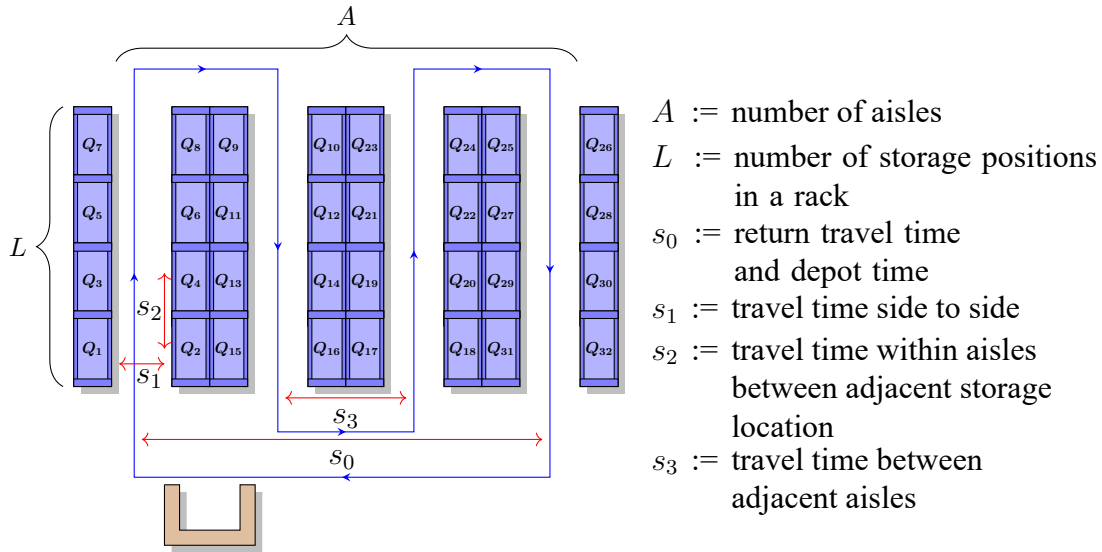 A
Q7 Q8 Q9 Q10 Q23 Q24 Q25 Q26
Q5 Q6 Q11 Q12 Q21 Q22 Q27 Q28
L
Q3 Q4 Q13 Q14 Q19 Q20 Q29 Q30
s2
Q1 Q2 Q15 Q16 Q17 Q18 Q31 Q32
s1
s3
s0
A := number of aisles
L := number of storage positions
in a rack
s0 := return travel time
and depot time
s1 := travel time side to side
s2 := travel time within aisles
between adjacent storage
location
s3 := travel time between
adjacent aisles